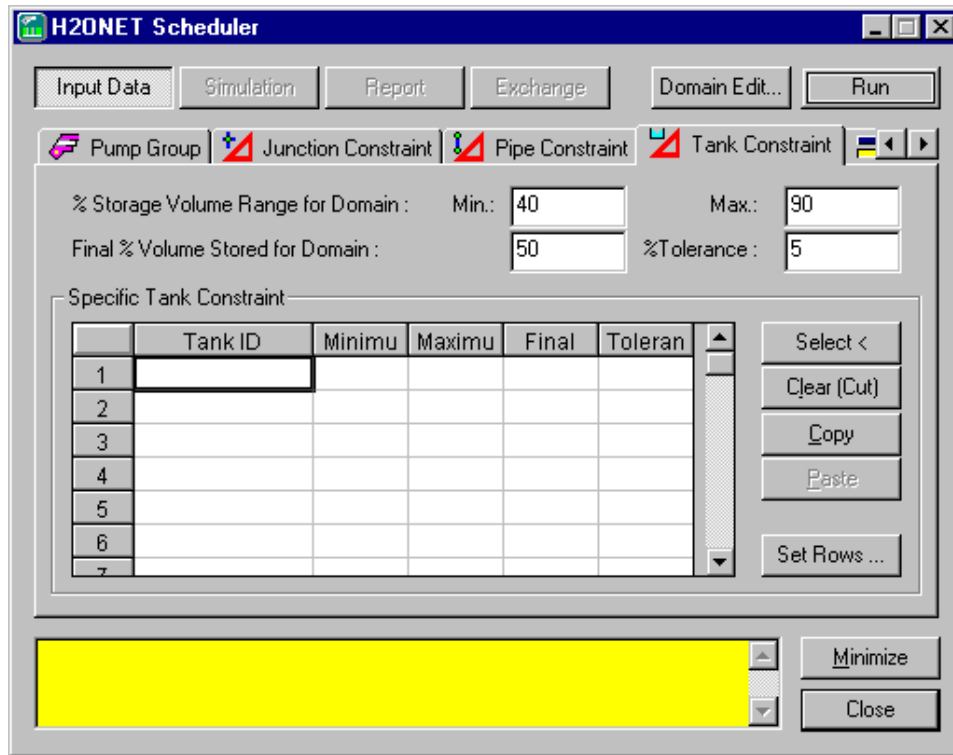 H2ONET Scheduler
Input Data Simulation Report Exchange Domain Edit... Run
Pump Group Junction Constraint Pipe Constraint Tank Constraint
% Storage Volume Range for Domain : Min.: 40 Max.: 90
Final % Volume Stored for Domain : 50 %Tolerance : 5
Specific Tank Constraint
Tank ID Minimu Maximu Final Toleran Select <
1
Clear (Cut)
2
3 Copy
4 Paste
5
6 Set Rows ...
7
Minimize
Close